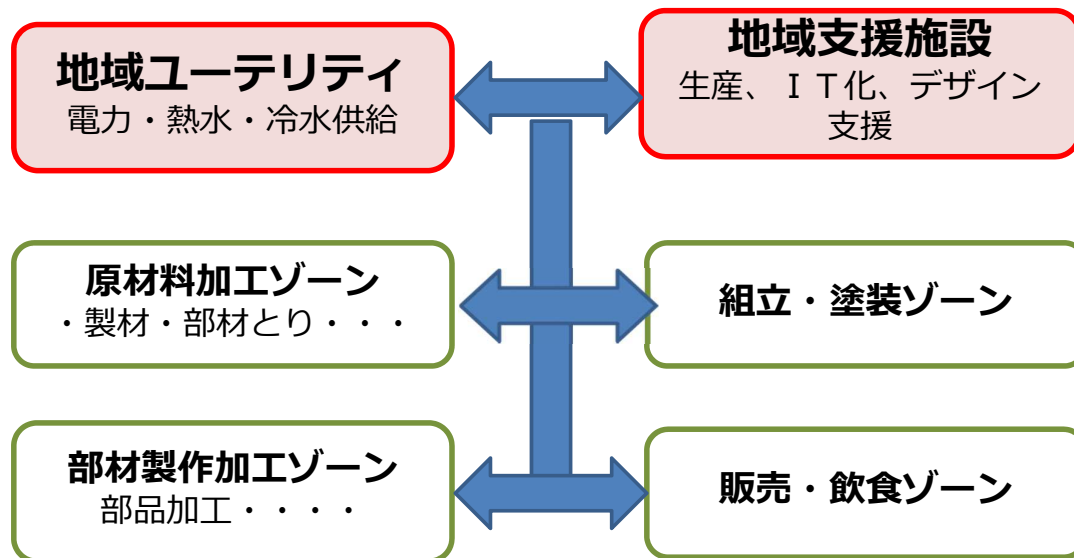 地域ユーテリティ
電力・熱水・冷水供給
地域支援施設
生産、ＩＴ化、デザイン
支援
原材料加工ゾーン
・製材・部材とり・・・
組立・塗装ゾーン
部材製作加工ゾーン
部品加工・・・・
販売・飲食ゾーン